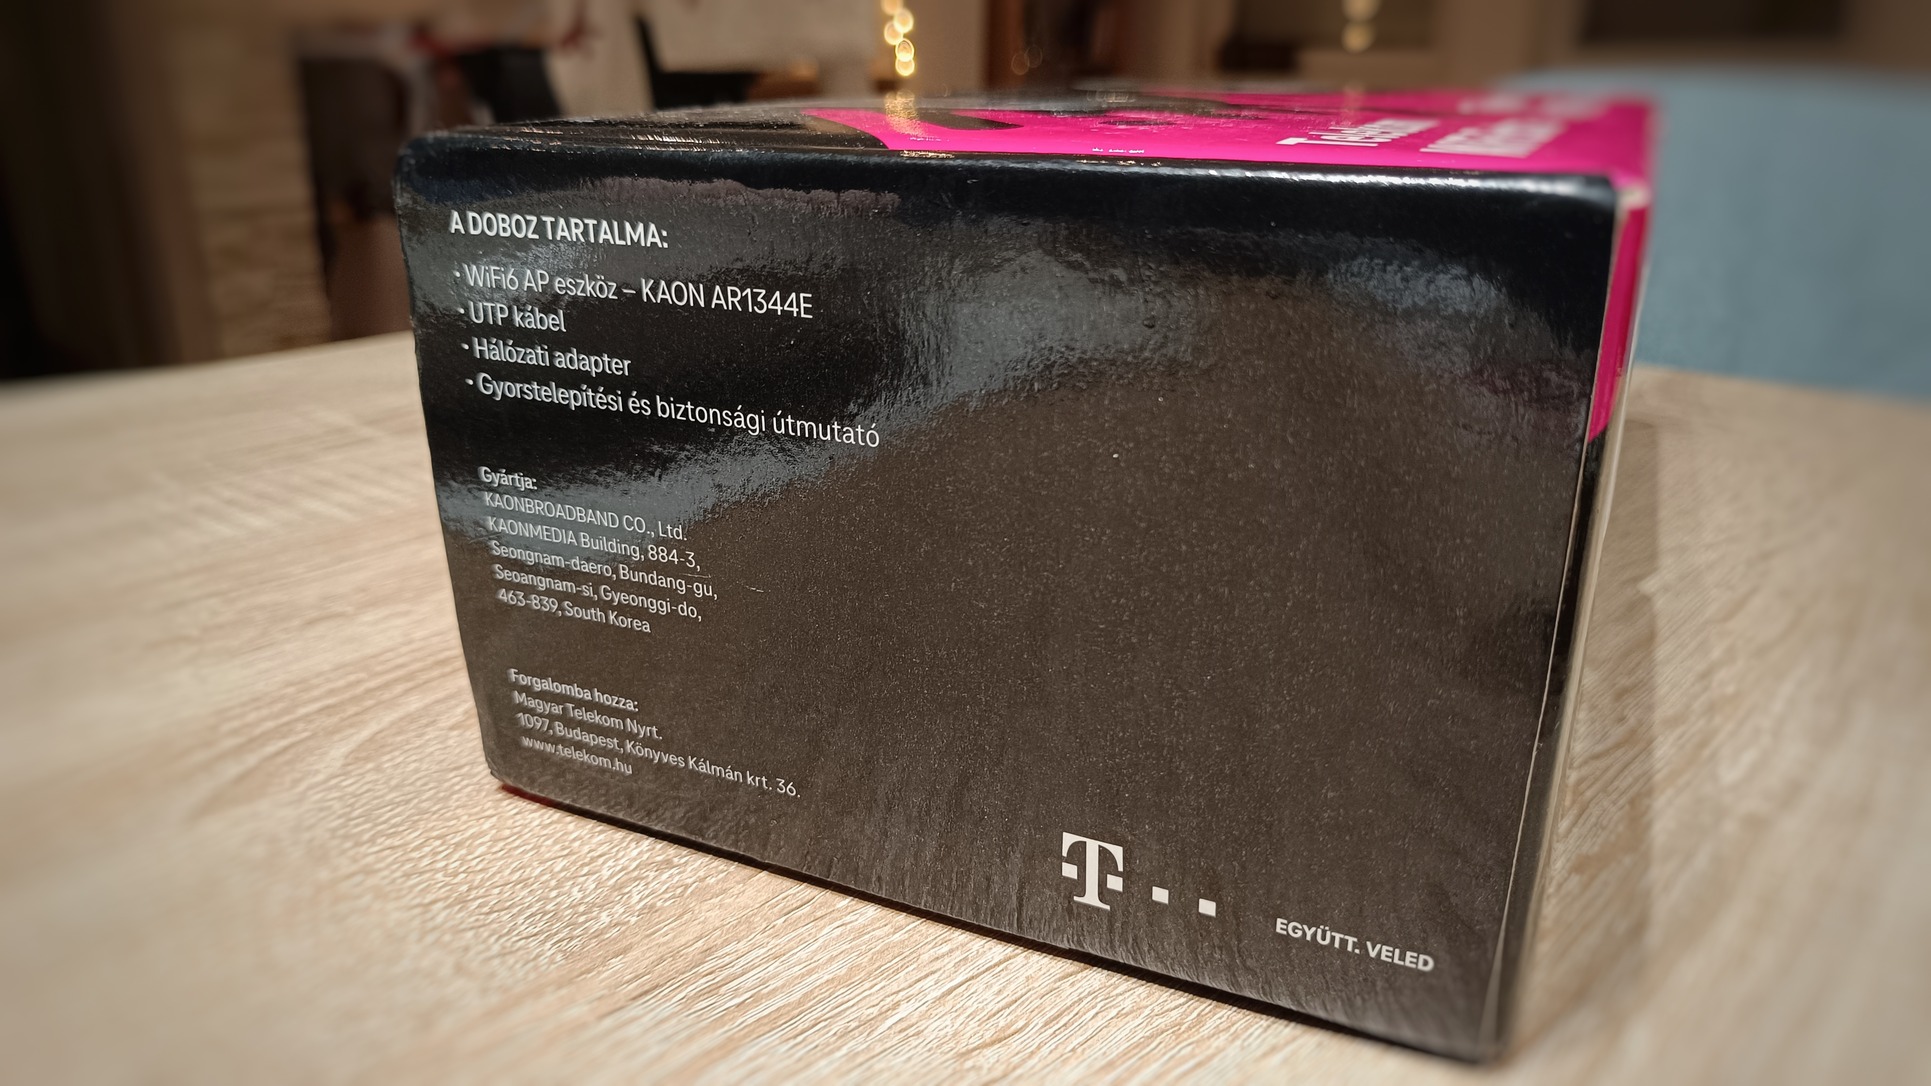 Telekom
A DOBOZ TARTALMA:
• WiFi6 AP eszköz – KAON AR1344E
• UTP kábel
• Hálózati adapter
• Gyorstelepítési és biztonsági útmutató
Gyártja:
KAONBROADBAND CO., Ltd.
KAONMEDIA Building, 884-3,
Seongnam-daero, Bundang-gu,
Seoangnam-si, Gyeonggi-do,
463-839, South Korea
Forgalomba hozza:
Magyar Telekom Nyrt.
1097, Budapest, Könyves Kálmán krt. 36.
www.telekom.hu
T
EGYÜTT. VELED